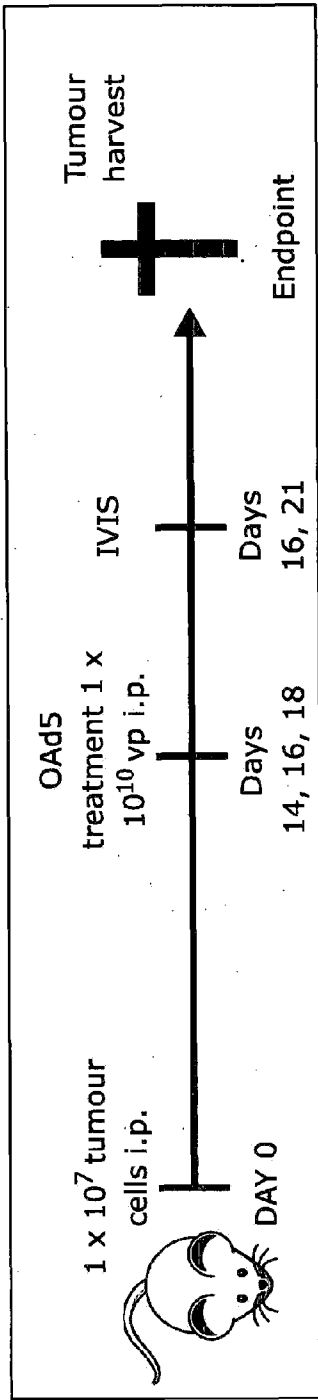 1 x 10⁷ tumour
cells i.p.
DAY 0
OAd5
treatment 1 x
10¹⁰ vp i.p.
Days
14, 16, 18
IVIS
Days
16, 21
Tumour
harvest
Endpoint